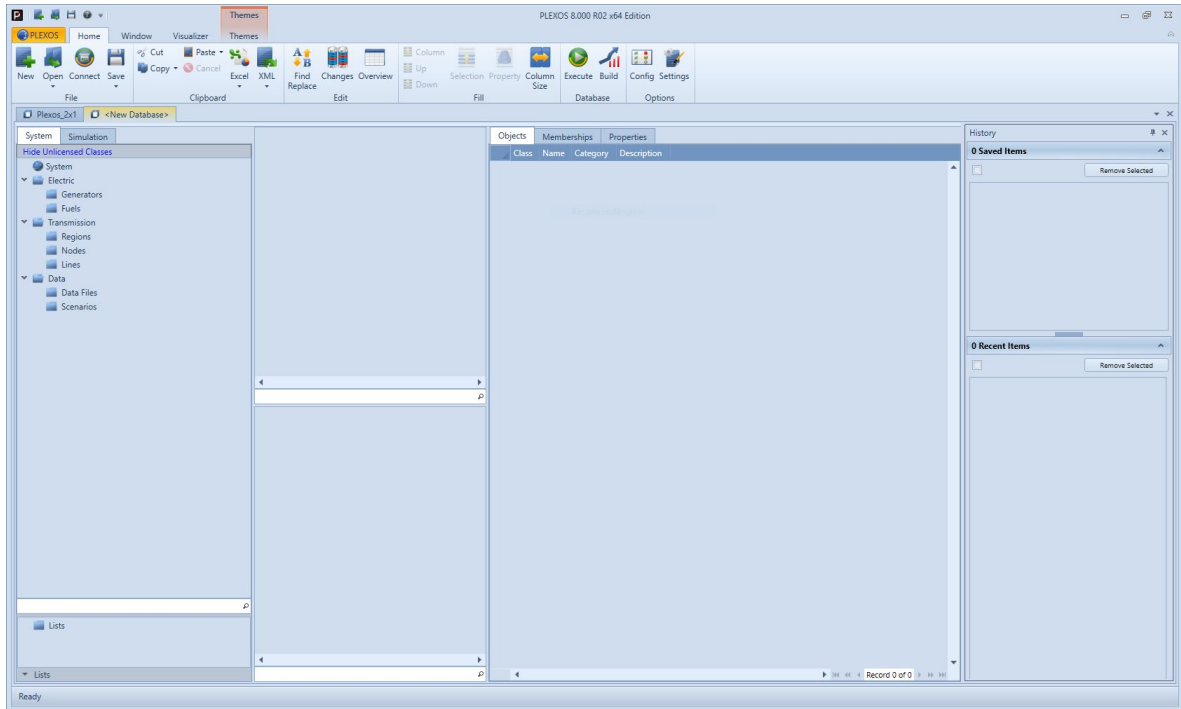 Themes
PLEXOS 8.000 R02 x64 Edition
PLEXOS Home Window Visualizer Themes
New Open Connect Save
File
Cut Copy Paste Cancel Excel XML
Clipboard
Find Replace Changes Overview
Edit
Column Up Down Selection Property Column Size
Fill
Execute Build
Database
Config Settings
Options
Plexos_2x1 <New Database>
System Simulation
Hide Unlicensed Classes
System
Electric
Generators
Fuels
Transmission
Regions
Nodes
Lines
Data
Data Files
Scenarios
Lists
Lists
Objects Memberships Properties
Class Name Category Description
Record 0 of 0
History
0 Saved Items
Remove Selected
0 Recent Items
Remove Selected
Ready